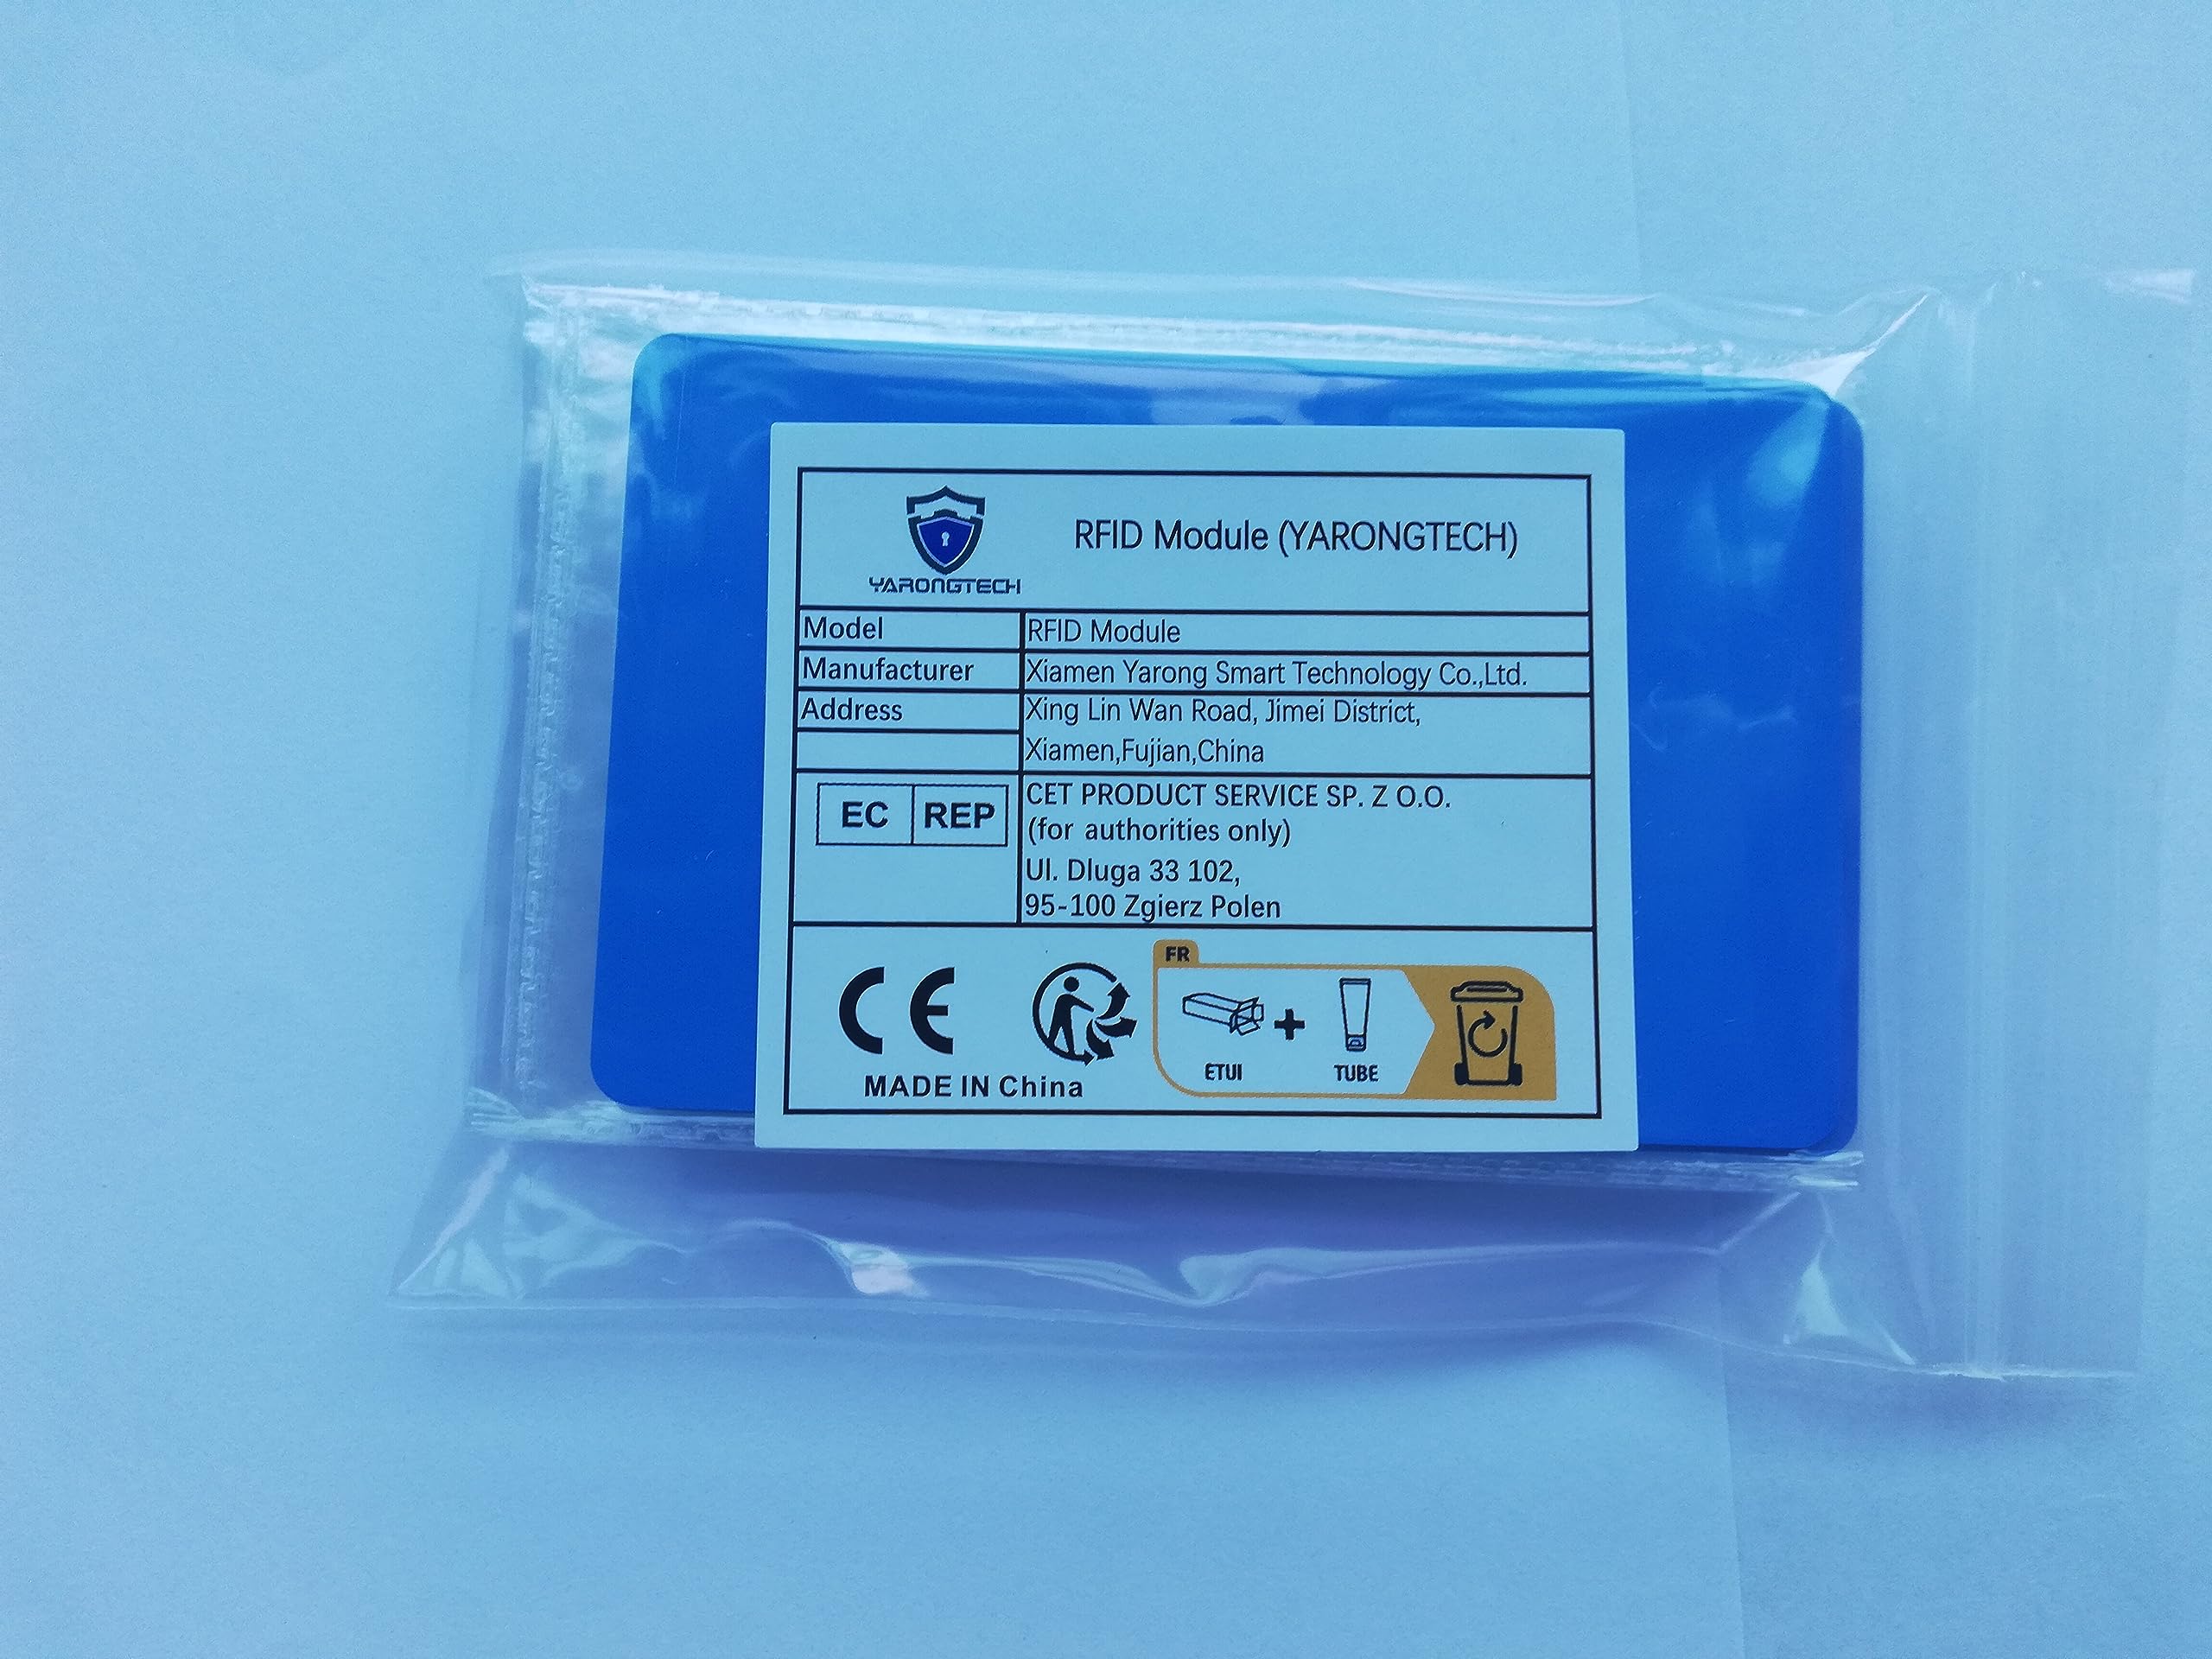 YARONGTECH
RFID Module (YARONGTECH)
Model RFID Module
Manufacturer Xiamen Yarong Smart Technology Co.,Ltd.
Address Xing Lin Wan Road, Jimei District,
Xiamen,Fujian,China
EC REP CET PRODUCT SERVICE SP. Z O.O.
(for authorities only)
Ul. Dluga 33 102,
95-100 Zgierz Polen
CE
MADE IN China
FR
ETUI + TUBE